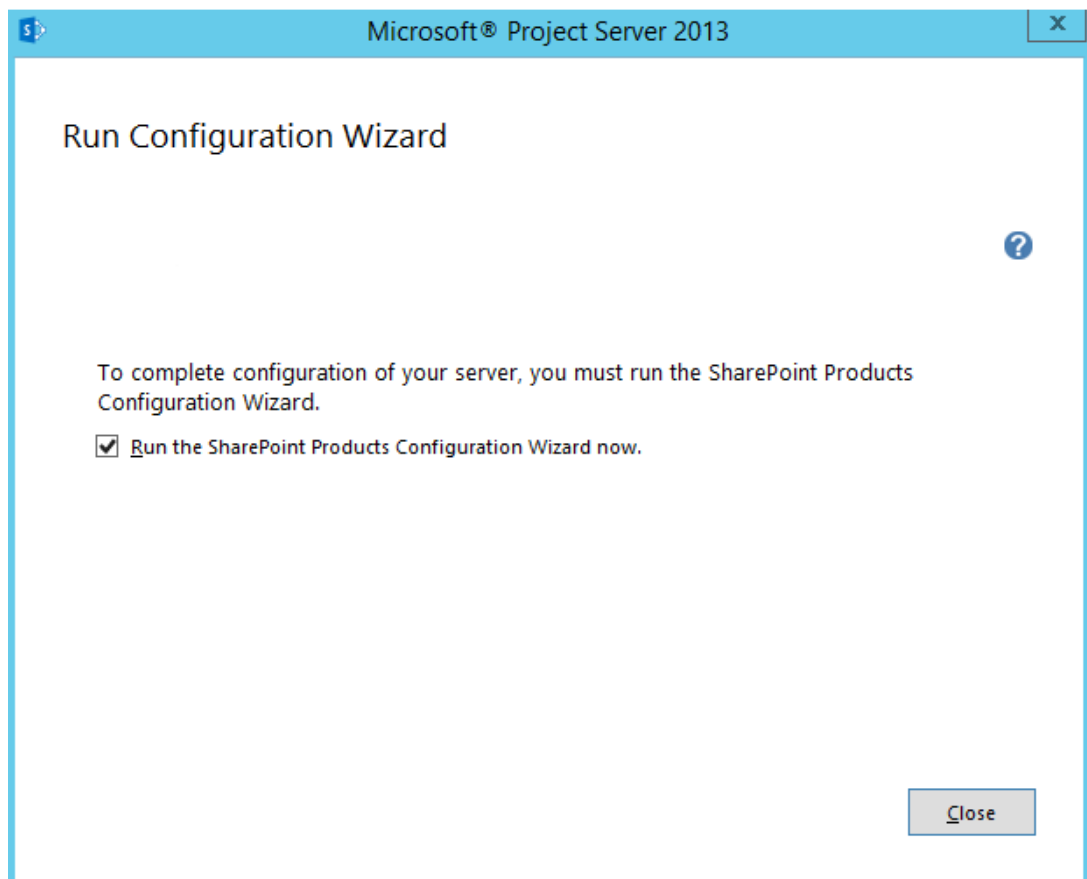 Microsoft® Project Server 2013
Run Configuration Wizard
To complete configuration of your server, you must run the SharePoint Products
Configuration Wizard.
Run the SharePoint Products Configuration Wizard now.
Close